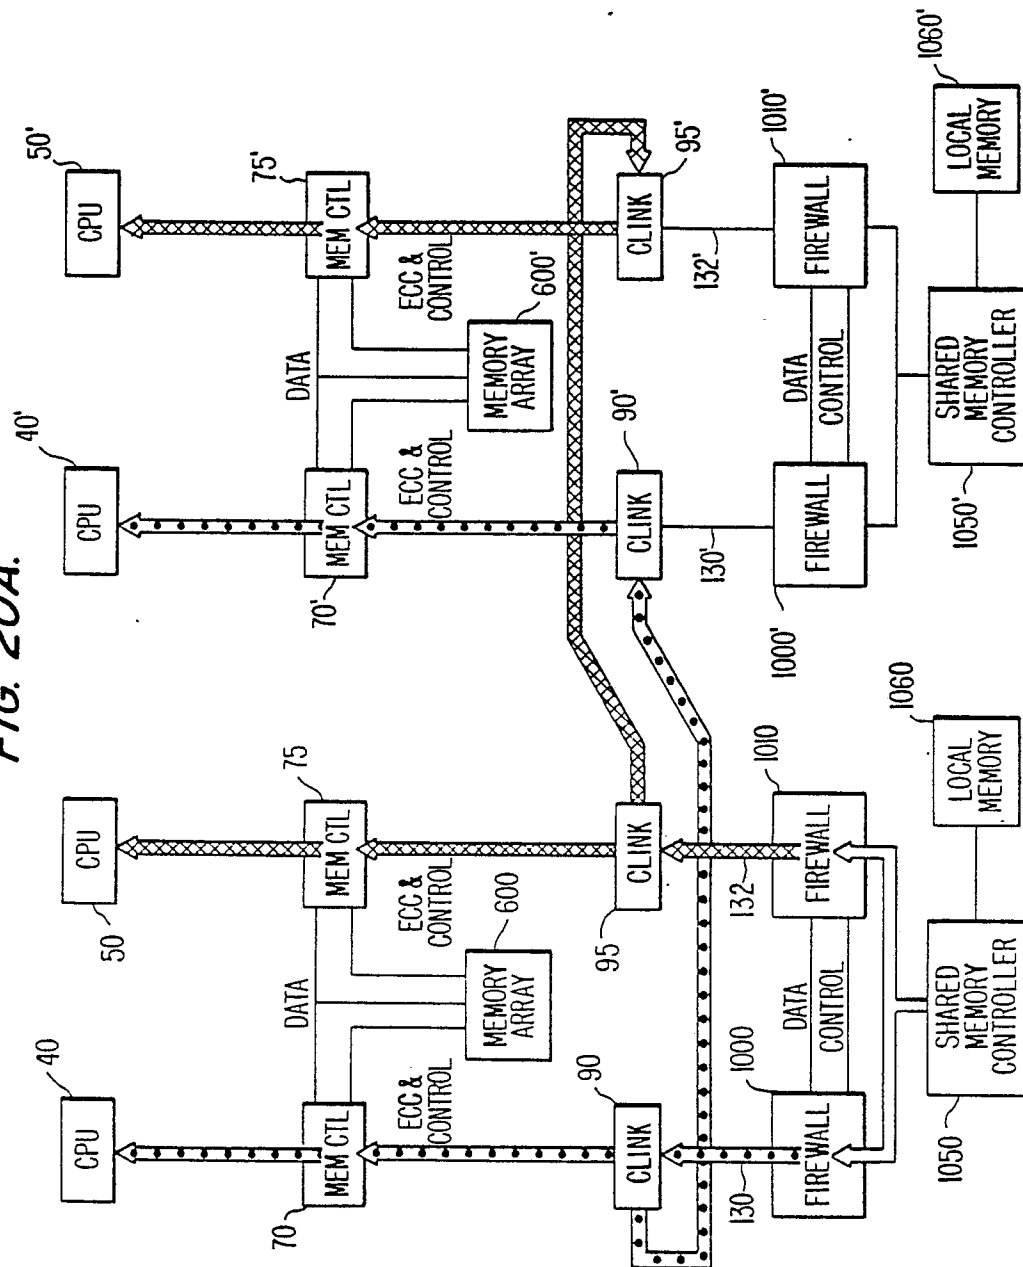 FIG. 20A.
40
CPU
50
CPU
40'
CPU
50'
CPU
70
MEM CTL
DATA
75
MEM CTL
70'
MEM CTL
DATA
75'
MEM CTL
ECC &
CONTROL
ECC &
CONTROL
ECC &
CONTROL
ECC &
CONTROL
600
MEMORY
ARRAY
600'
MEMORY
ARRAY
90
CLINK
95
CLINK
90'
CLINK
95'
CLINK
130
132
130'
132'
1000
FIREWALL
DATA
CONTROL
1010
FIREWALL
1000'
FIREWALL
DATA
CONTROL
1010'
FIREWALL
1050
SHARED
MEMORY
CONTROLLER
1060
LOCAL
MEMORY
1050'
SHARED
MEMORY
CONTROLLER
1060'
LOCAL
MEMORY